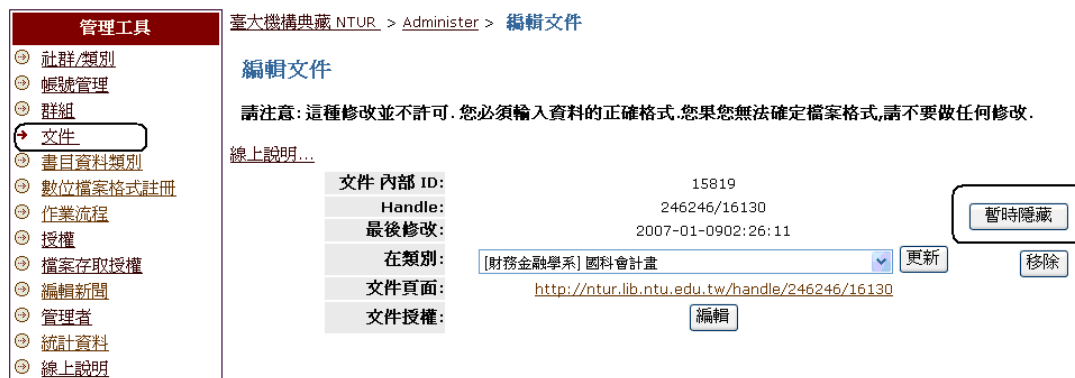 管理工具
社群/類別
帳號管理
群組
文件
書目資料類別
數位檔案格式註冊
作業流程
授權
檔案存取授權
編輯新聞
管理者
統計資料
線上說明
臺大機構典藏 NTUR > Administer > 編輯文件
編輯文件
請注意: 這種修改並不許可. 您必須輸入資料的正確格式.您果您無法確定檔案格式,請不要做任何修改.
線上說明...
文件 內部 ID: 15819
Handle: 246246/16130
最後修改: 2007-01-0902:26:11
暫時隱藏
在類別: [財務金融學系] 國科會計畫 更新 移除
文件頁面: http://ntur.lib.ntu.edu.tw/handle/246246/16130
文件授權: 編輯